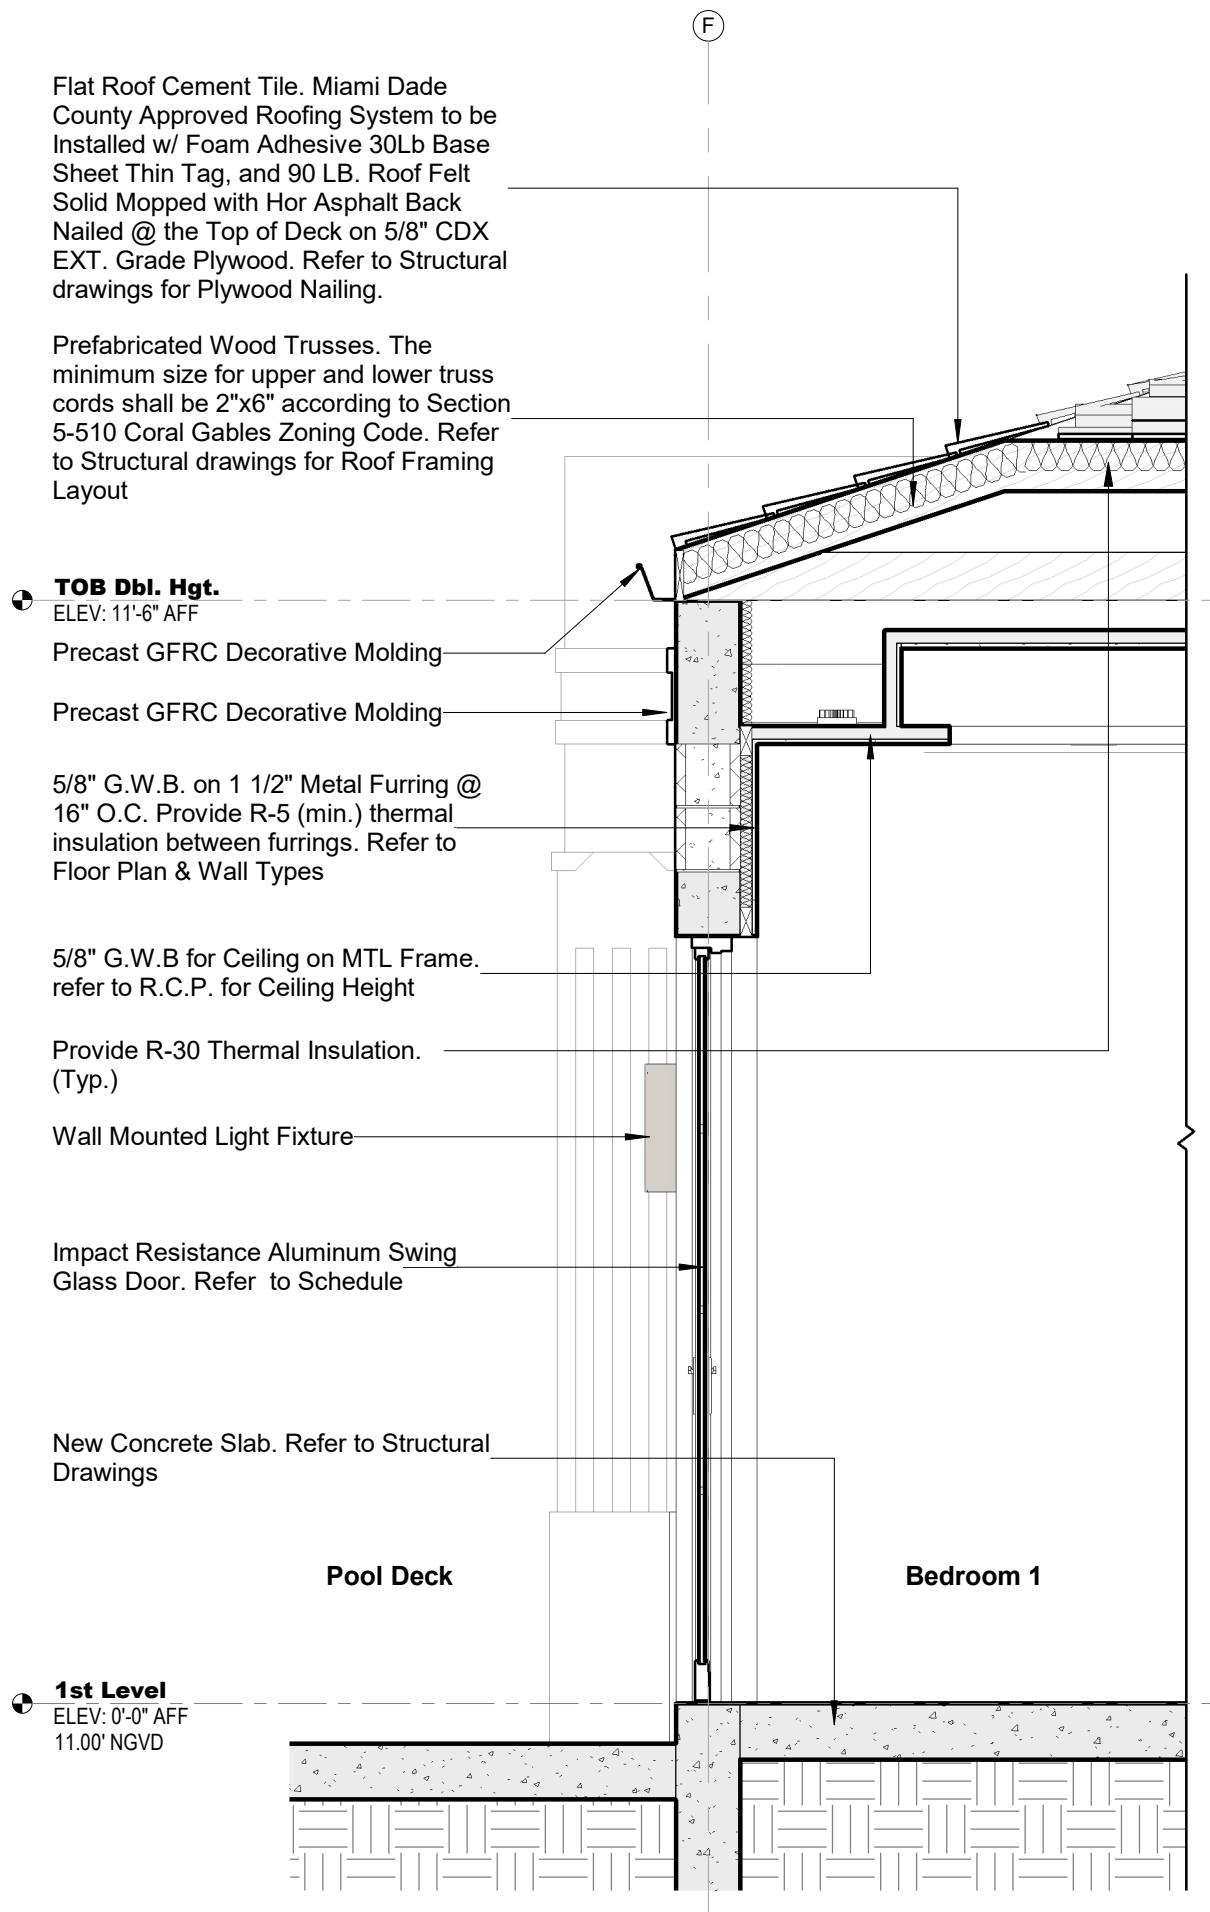 F
Flat Roof Cement Tile. Miami Dade
County Approved Roofing System to be
Installed w/ Foam Adhesive 30Lb Base
Sheet Thin Tag, and 90 LB. Roof Felt
Solid Mopped with Hor Asphalt Back
Nailed @ the Top of Deck on 5/8" CDX
EXT. Grade Plywood. Refer to Structural
drawings for Plywood Nailing.
Prefabricated Wood Trusses. The
minimum size for upper and lower truss
cords shall be 2"x6" according to Section
5-510 Coral Gables Zoning Code. Refer
to Structural drawings for Roof Framing
Layout
TOB Dbl. Hgt.
ELEV: 11'-6" AFF
Precast GFRC Decorative Molding
Precast GFRC Decorative Molding
5/8" G.W.B. on 1 1/2" Metal Furring @
16" O.C. Provide R-5 (min.) thermal
insulation between furrings. Refer to
Floor Plan & Wall Types
5/8" G.W.B for Ceiling on MTL Frame.
refer to R.C.P. for Ceiling Height
Provide R-30 Thermal Insulation.
(Typ.)
Wall Mounted Light Fixture
Impact Resistance Aluminum Swing
Glass Door. Refer  to Schedule
New Concrete Slab. Refer to Structural
Drawings
Pool Deck
Bedroom 1
1st Level
ELEV: 0'-0" AFF
11.00' NGVD